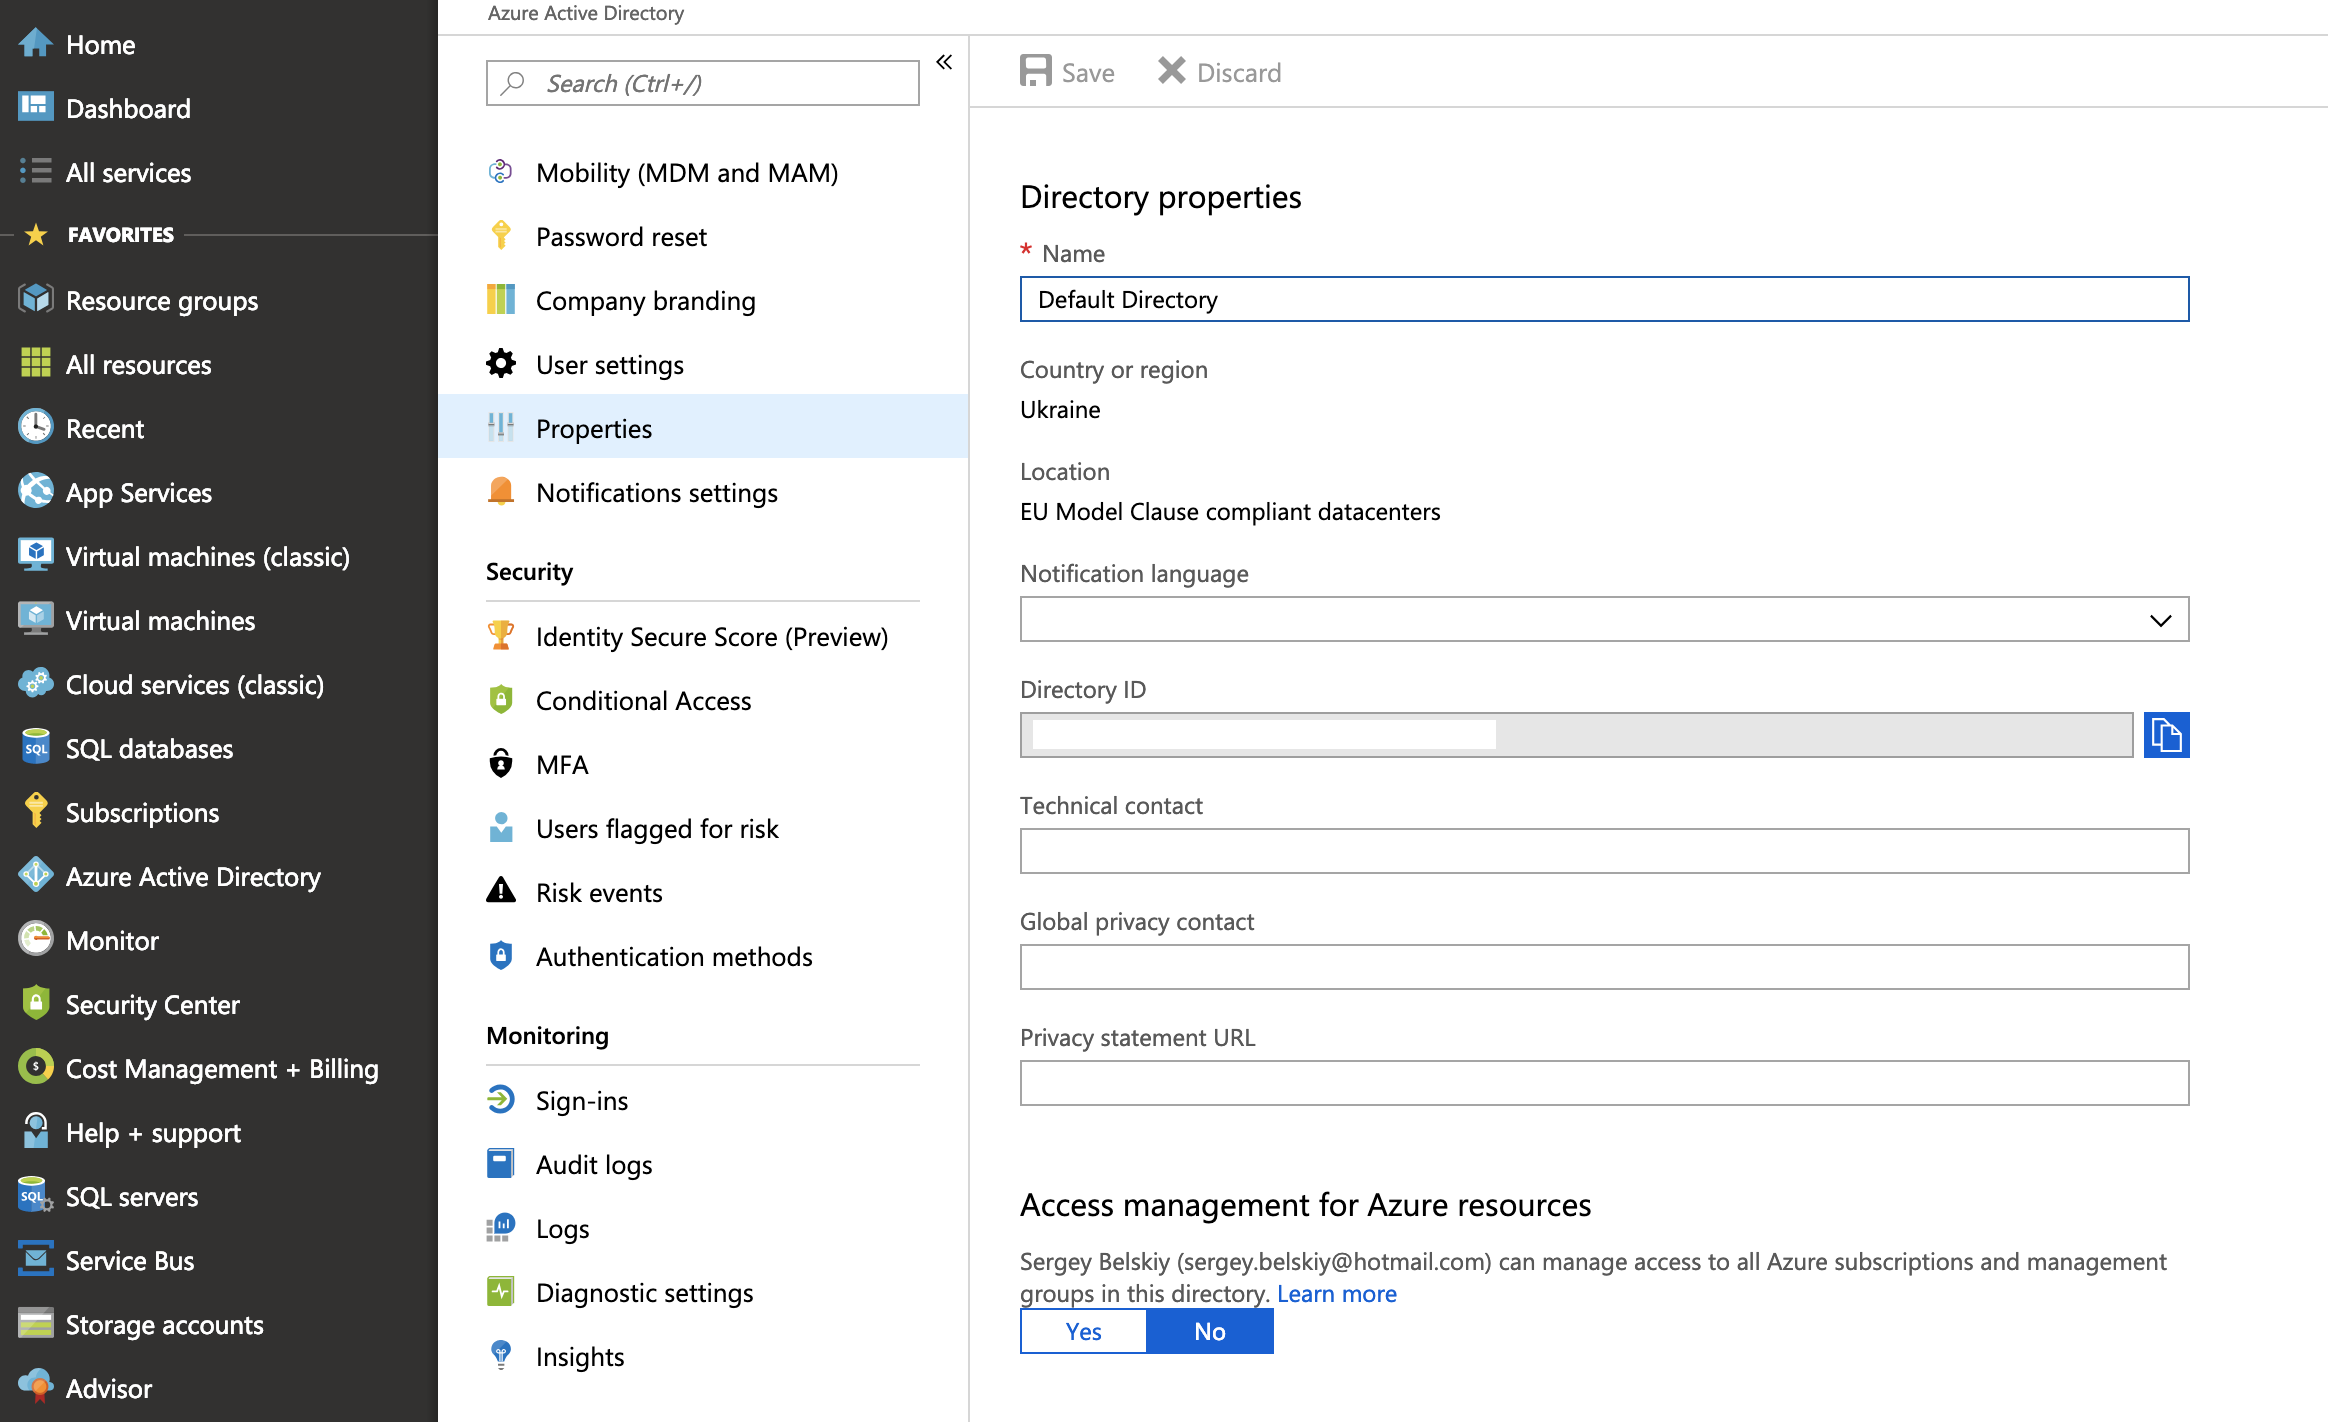 Home
Dashboard
All services
FAVORITES
Resource groups
All resources
Recent
App Services
Virtual machines (classic)
Virtual machines
Cloud services (classic)
SQL databases
Subscriptions
Azure Active Directory
Monitor
Security Center
Cost Management + Billing
Help + support
SQL servers
Service Bus
Storage accounts
Advisor
Azure Active Directory
Search (Ctrl+/)
Mobility (MDM and MAM)
Password reset
Company branding
User settings
Properties
Notifications settings
Security
Identity Secure Score (Preview)
Conditional Access
MFA
Users flagged for risk
Risk events
Authentication methods
Monitoring
Sign-ins
Audit logs
Logs
Diagnostic settings
Insights
Save
Discard
Directory properties
* Name
Default Directory
Country or region
Ukraine
Location
EU Model Clause compliant datacenters
Notification language
Directory ID
Technical contact
Global privacy contact
Privacy statement URL
Access management for Azure resources
Sergey Belskiy (sergey.belskiy@hotmail.com) can manage access to all Azure subscriptions and management
groups in this directory. Learn more
Yes
No